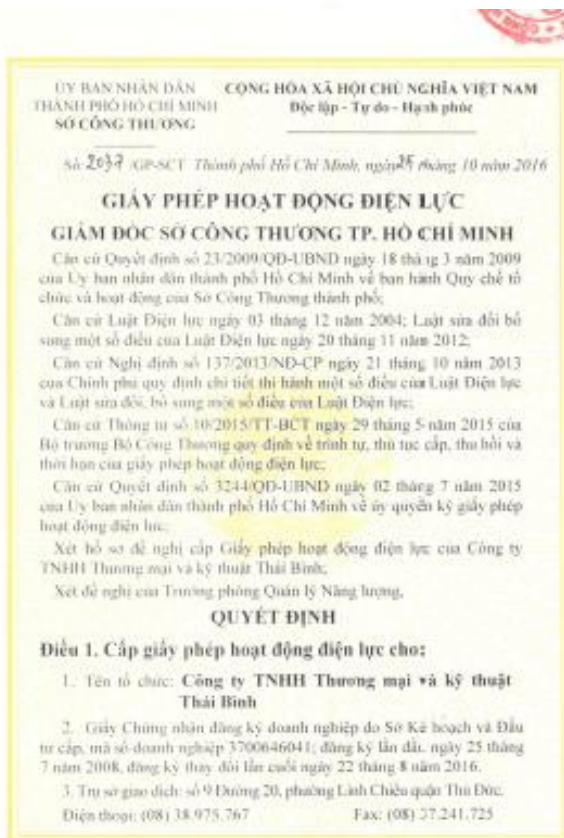 ỦY BAN NHÂN DÂN
THÀNH PHỐ HỒ CHÍ MINH
SỞ CÔNG THƯƠNG
CỘNG HÒA XÃ HỘI CHỦ NGHĨA VIỆT NAM
Độc lập - Tự do - Hạnh phúc
Số: 2037 /GP-SCT Thành phố Hồ Chí Minh, ngày 25 tháng 10 năm 2016
GIẤY PHÉP HOẠT ĐỘNG ĐIỆN LỰC
GIÁM ĐỐC SỞ CÔNG THƯƠNG TP. HỒ CHÍ MINH
Căn cứ Quyết định số 23/2009/QĐ-UBND ngày 18 tháng 3 năm 2009
của Ủy ban nhân dân thành phố Hồ Chí Minh về ban hành Quy chế tổ
chức và hoạt động của Sở Công Thương thành phố;
Căn cứ Luật Điện lực ngày 03 tháng 12 năm 2004; Luật sửa đổi bổ
sung một số điều của Luật Điện lực ngày 20 tháng 11 năm 2012;
Căn cứ Nghị định số 137/2013/NĐ-CP ngày 21 tháng 10 năm 2013
của Chính phủ quy định chi tiết thi hành một số điều của Luật Điện lực
và Luật sửa đổi, bổ sung một số điều của Luật Điện lực;
Căn cứ Thông tư số 10/2015/TT-BCT ngày 29 tháng 5 năm 2015 của
Bộ trưởng Bộ Công Thương quy định về trình tự, thủ tục cấp, thu hồi và
thời hạn của giấy phép hoạt động điện lực;
Căn cứ Quyết định số 3244/QĐ-UBND ngày 02 tháng 7 năm 2015
của Ủy ban nhân dân thành phố Hồ Chí Minh về ủy quyền ký giấy phép
hoạt động điện lực;
Xét hồ sơ đề nghị cấp Giấy phép hoạt động điện lực của Công ty
TNHH Thương mại và kỹ thuật Thái Bình;
Xét đề nghị của Trưởng phòng Quản lý Năng lượng,
QUYẾT ĐỊNH
Điều 1. Cấp giấy phép hoạt động điện lực cho:
1. Tên tổ chức: Công ty TNHH Thương mại và kỹ thuật
Thái Bình
2. Giấy Chứng nhận đăng ký doanh nghiệp do Sở Kế hoạch và Đầu
tư cấp, mã số doanh nghiệp 3700646041; đăng ký lần đầu, ngày 25 tháng
7 năm 2008, đăng ký thay đổi lần cuối ngày 22 tháng 8 năm 2016.
3. Trụ sở giao dịch: số 9 Đường 20, phường Linh Chiểu quận Thủ Đức.
Điện thoại: (08) 38.975.767 Fax: (08) 37.241.725